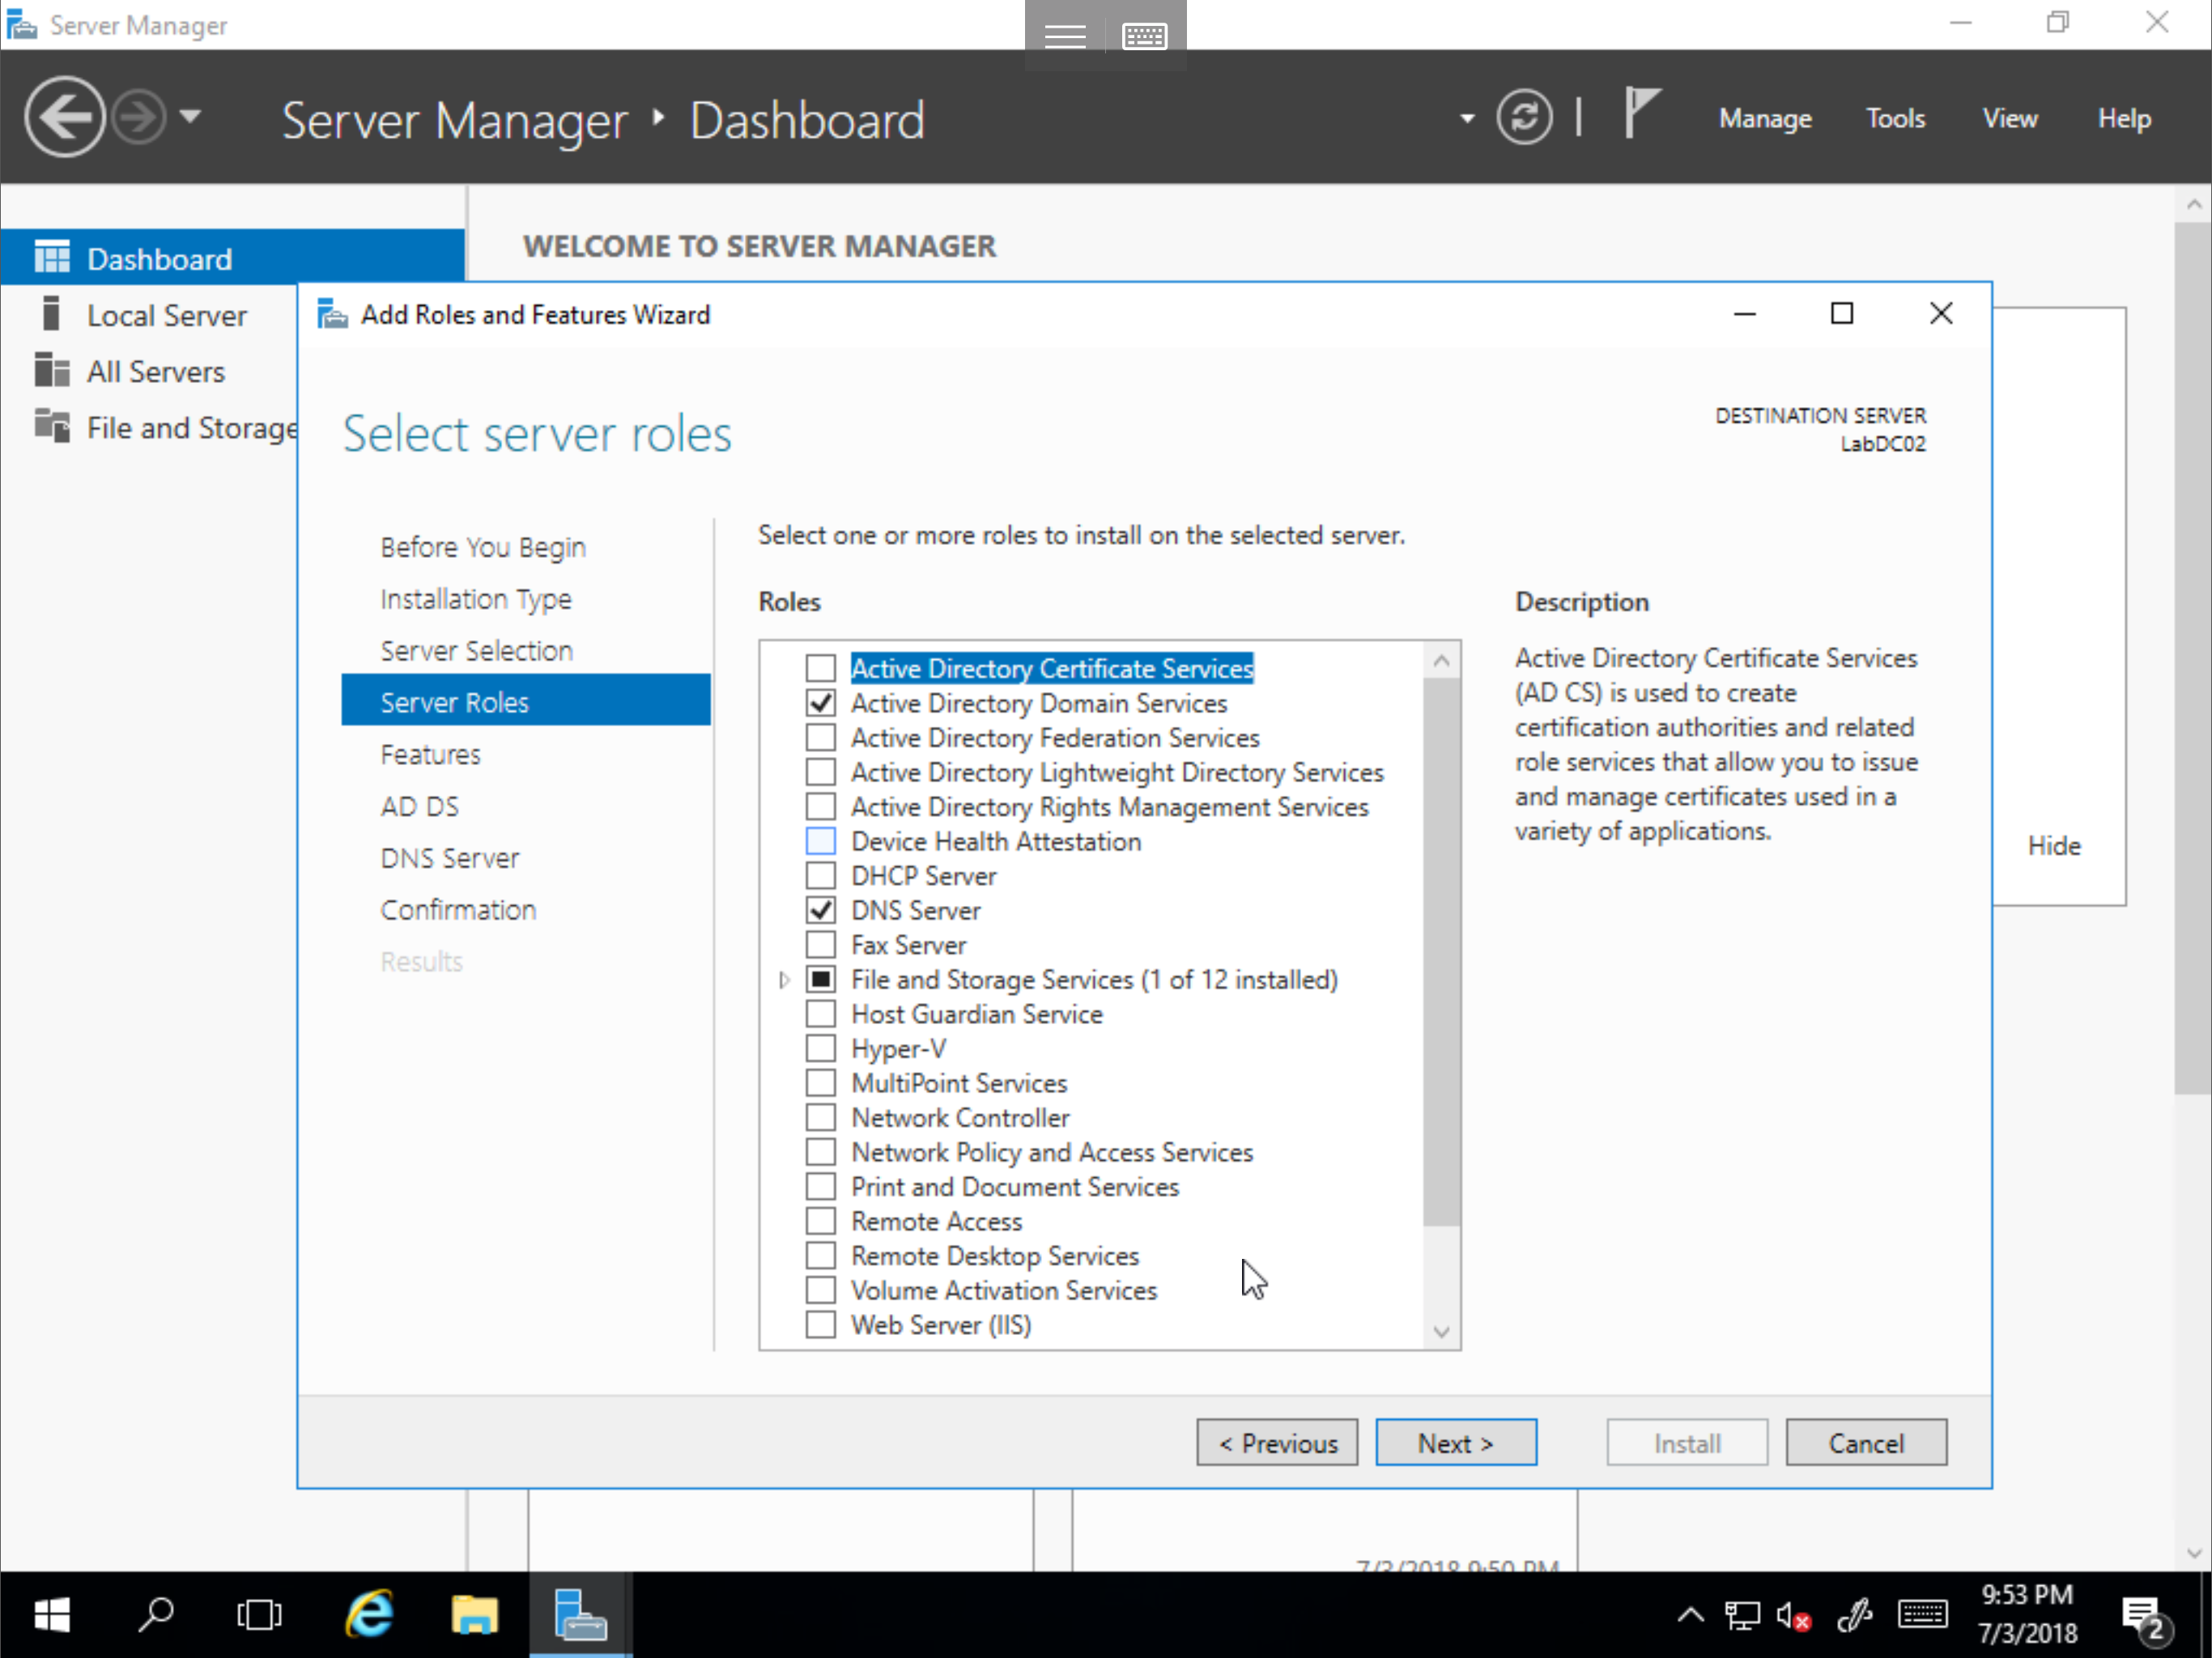 Server Manager
Server Manager ‣ Dashboard
Manage Tools View Help
Dashboard
Local Server
All Servers
File and Storage
WELCOME TO SERVER MANAGER
Add Roles and Features Wizard
Select server roles
DESTINATION SERVER
LabDC02
Before You Begin
Installation Type
Server Selection
Server Roles
Features
AD DS
DNS Server
Confirmation
Results
Select one or more roles to install on the selected server.
Roles
Active Directory Certificate Services
Active Directory Domain Services
Active Directory Federation Services
Active Directory Lightweight Directory Services
Active Directory Rights Management Services
Device Health Attestation
DHCP Server
DNS Server
Fax Server
File and Storage Services (1 of 12 installed)
Host Guardian Service
Hyper-V
MultiPoint Services
Network Controller
Network Policy and Access Services
Print and Document Services
Remote Access
Remote Desktop Services
Volume Activation Services
Web Server (IIS)
Description
Active Directory Certificate Services
(AD CS) is used to create
certification authorities and related
role services that allow you to issue
and manage certificates used in a
variety of applications.
Hide
< Previous
Next >
Install
Cancel
7/3/2018 9:50 PM
9:53 PM
7/3/2018
2